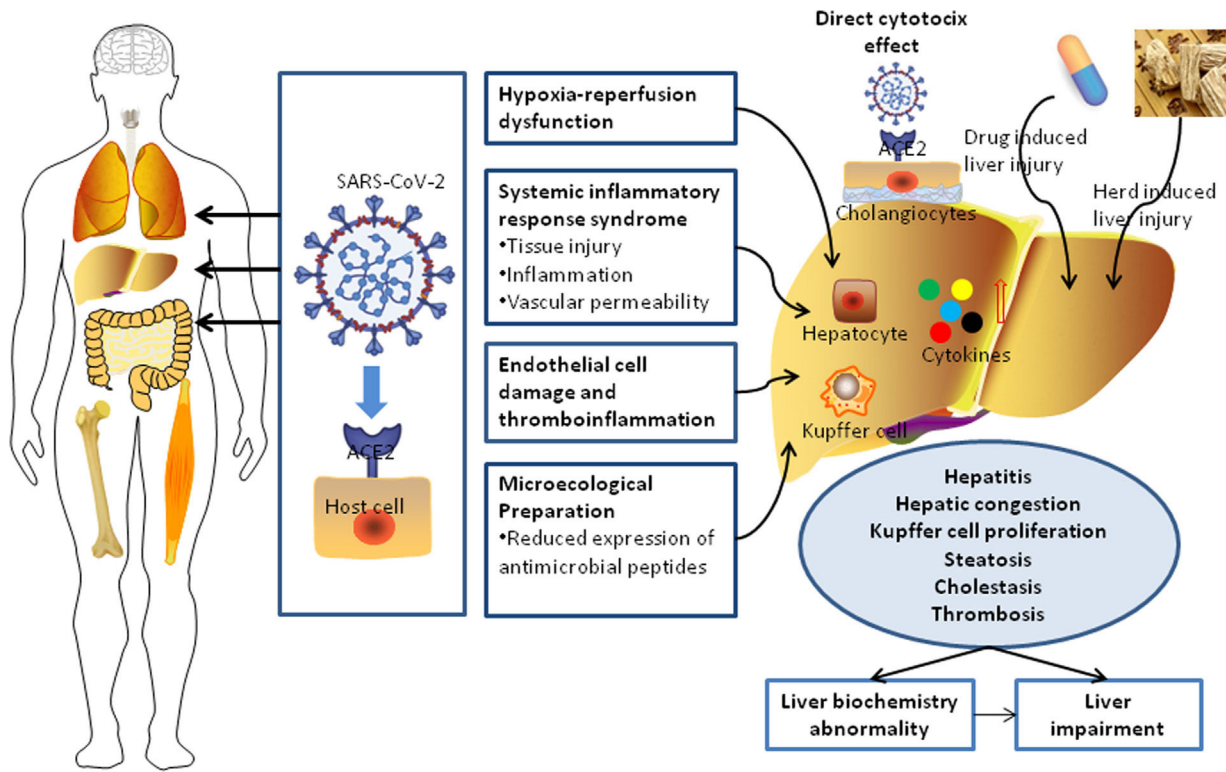 SARS-CoV-2
ACE2
Host cell
Hypoxia-reperfusion
dysfunction
Systemic inflammatory
response syndrome
•Tissue injury
•Inflammation
•Vascular permeability
Endothelial cell
damage and
thromboinflammation
Microecological
Preparation
•Reduced expression of
antimicrobial peptides
Direct cytotocix
effect
ACE2
Cholangiocytes
Drug induced
liver injury
Herd induced
liver injury
Hepatocyte
Cytokines
Kupffer cell
Hepatitis
Hepatic congestion
Kupffer cell proliferation
Steatosis
Cholestasis
Thrombosis
Liver biochemistry
abnormality
Liver
impairment